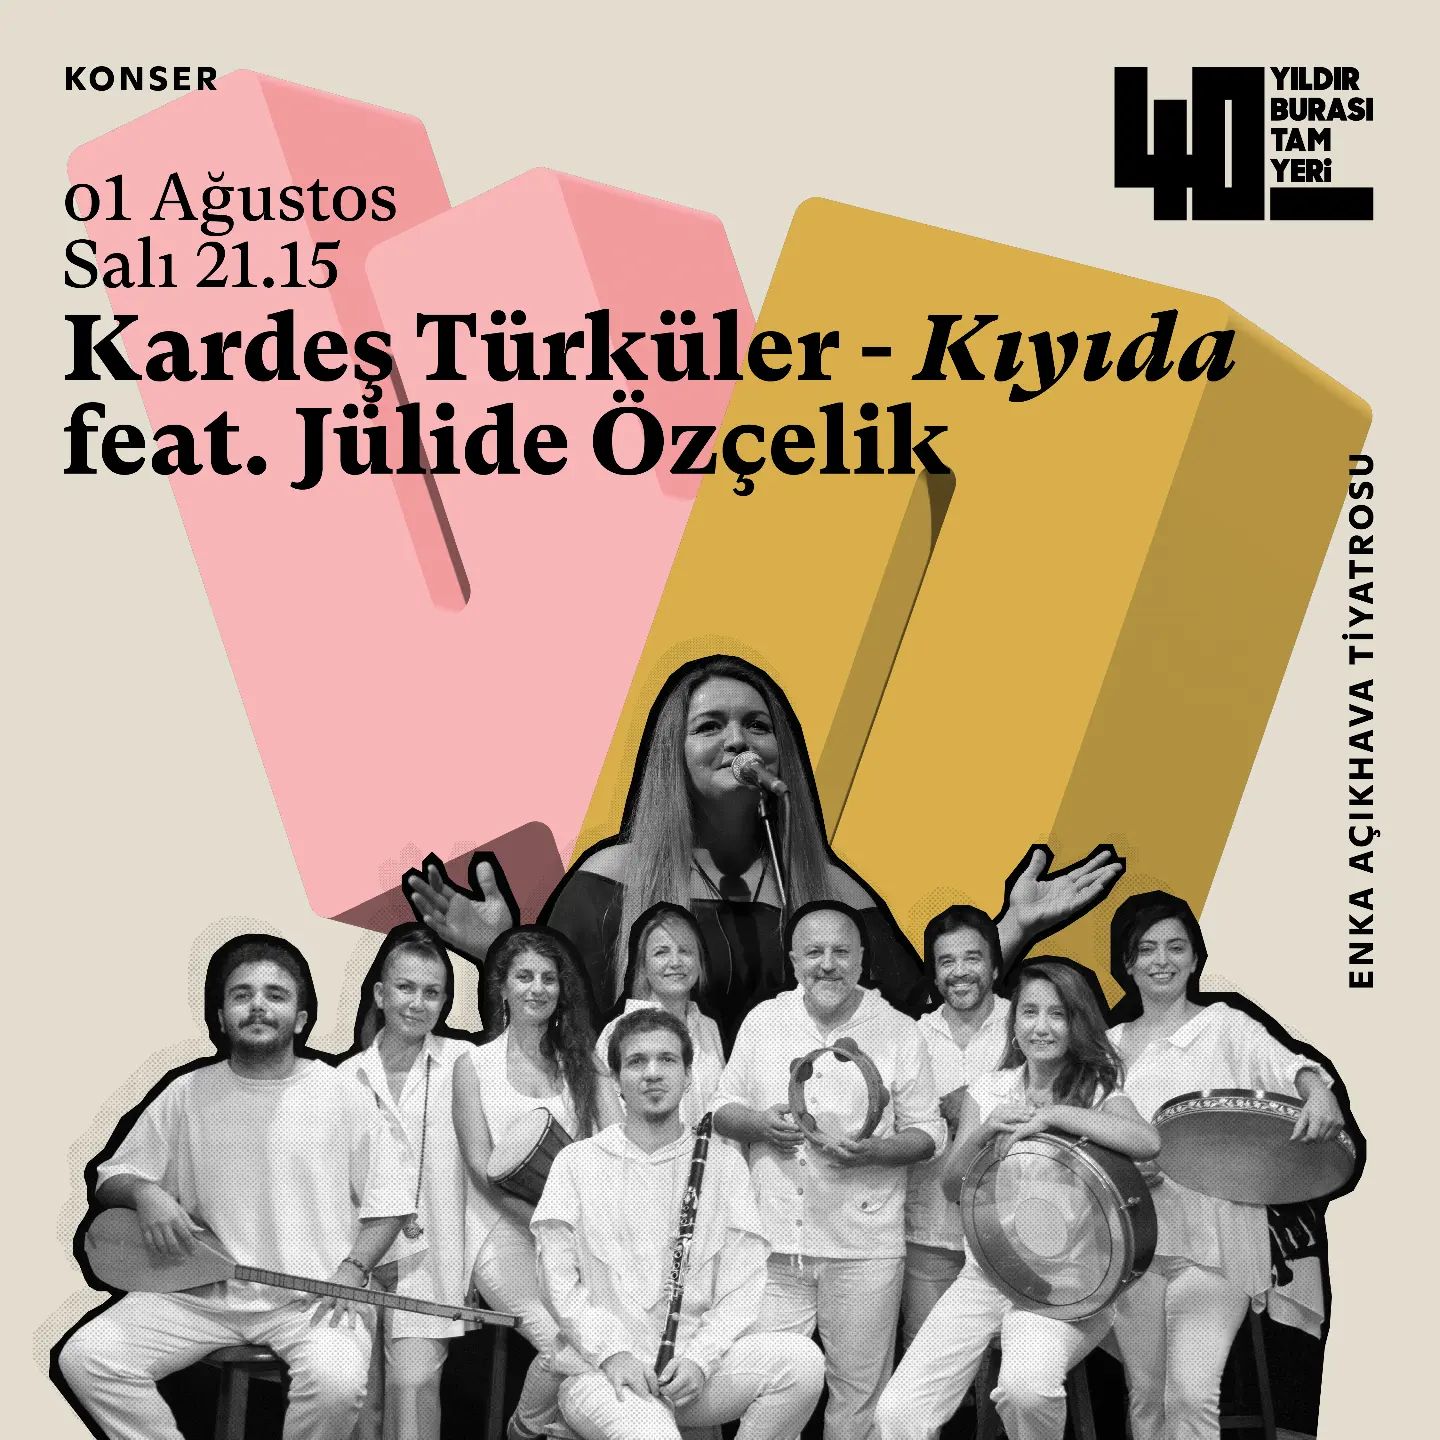 KONSER
40 YILDIR
BURASI
TAM
YERİ
01 Ağustos
Salı 21.15
Kardeş Türküler - Kıyıda
feat. Jülide Özçelik
ENKA AÇIKHAVA TİYATROSU